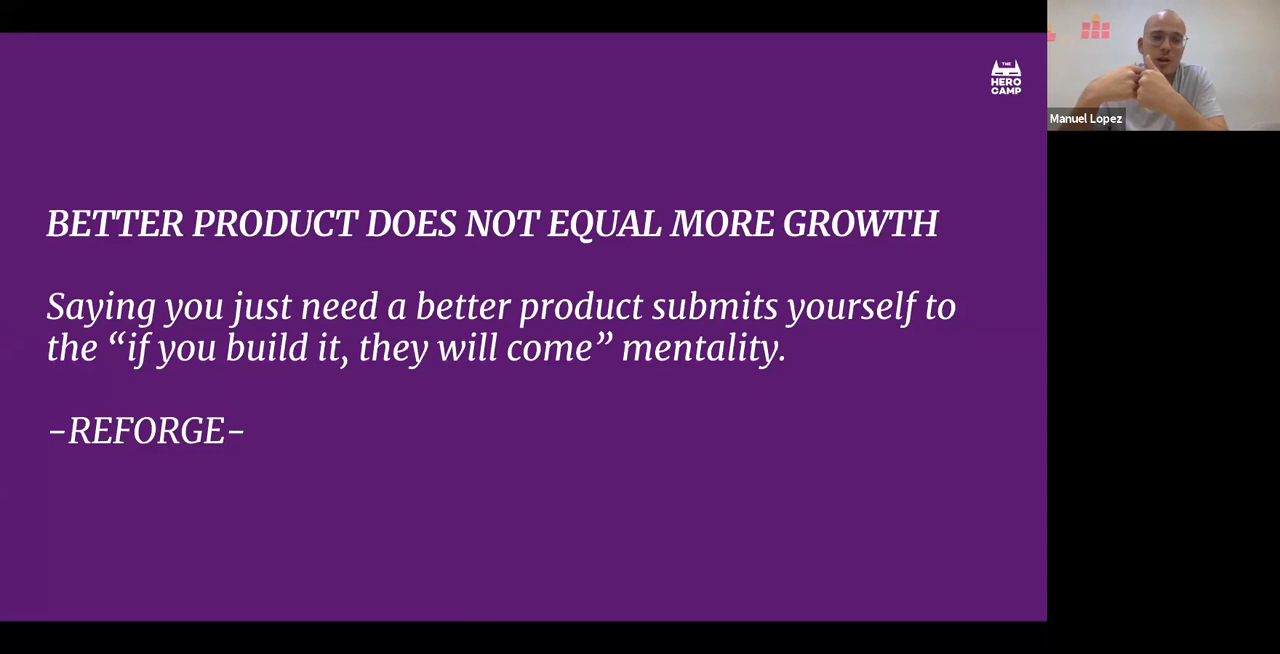 THE
HERO
CAMP
Manuel Lopez
BETTER PRODUCT DOES NOT EQUAL MORE GROWTH
Saying you just need a better product submits yourself to
the “if you build it, they will come” mentality.
-REFORGE-